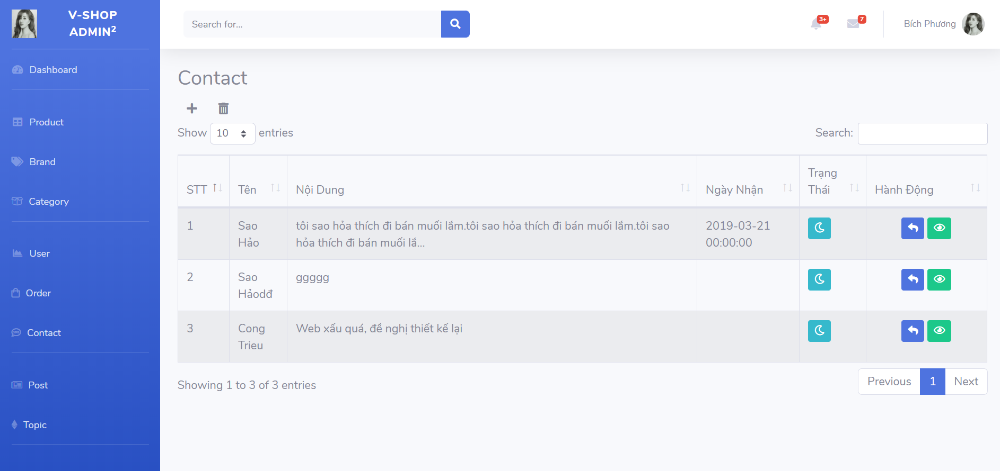 V-SHOP
ADMIN²
Search for...
3+
7
Bích Phương
Dashboard
Product
Brand
Category
User
Order
Contact
Post
Topic
Contact
Show 10 entries
Search:
STT
Tên
Nội Dung
Ngày Nhận
Trạng
Thái
Hành Động
1
Sao
Hảo
tôi sao hỏa thích đi bán muối lắm.tôi sao hỏa thích đi bán muối lắm.tôi sao
hỏa thích đi bán muối lắ...
2019-03-21
00:00:00
2
Sao
Hảodđ
ggggg
3
Cong
Trieu
Web xấu quá, đề nghị thiết kế lại
Showing 1 to 3 of 3 entries
Previous
1
Next